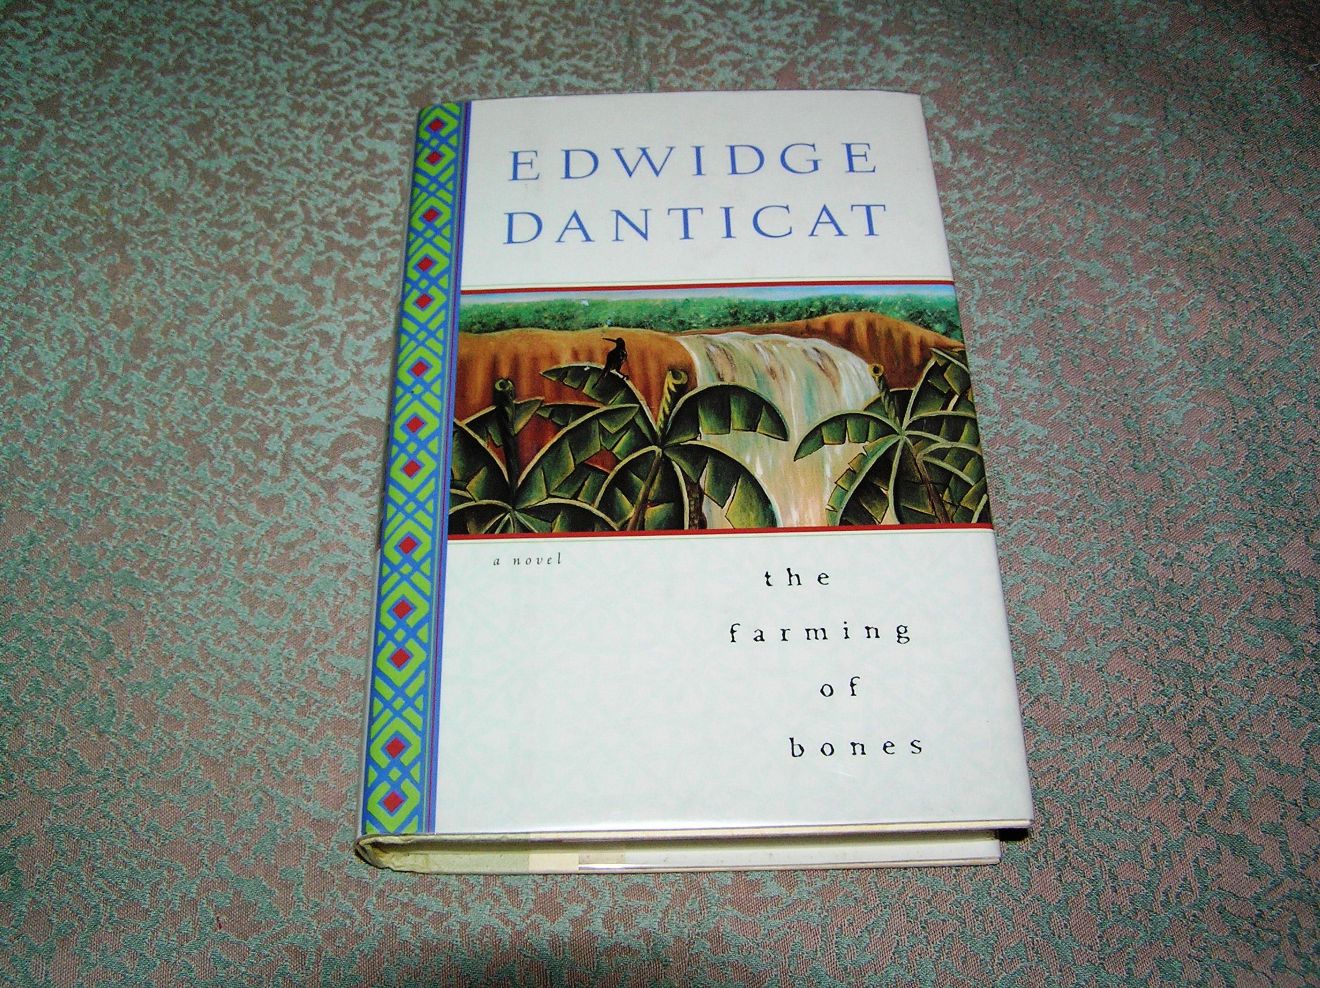 EDWIDGE
DANTICAT
a novel
the
farming
of
bones